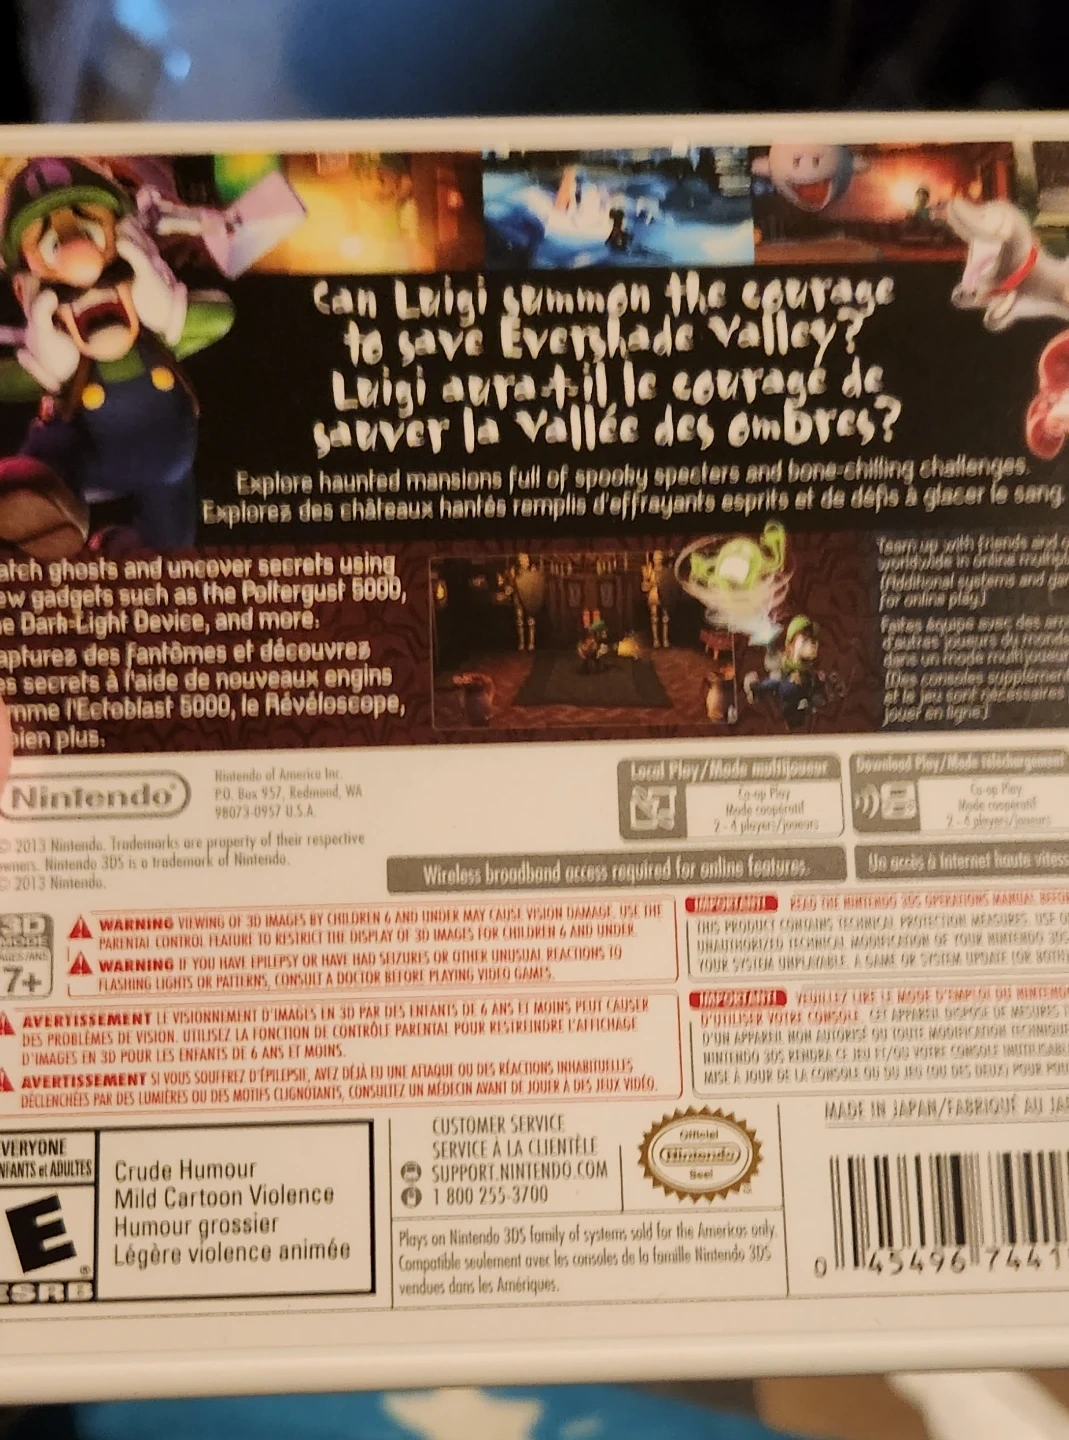 Can Luigi summon the courage
to save Evershade Valley?
Luigi aura-t-il le courage de
sauver la Vallée des ombres?
Explore haunted mansions full of spooky specters and bone-chilling challenges.
Explorez des châteaux hantés remplis d'effrayants esprits et de défis à glacer le sang.
atch ghosts and uncover secrets using
ew gadgets such as the Poltergust 5000,
e Dark-Light Device, and more.
apturez des fantômes et découvrez
es secrets à l'aide de nouveaux engins
mme l'Ectoblast 5000, le Révéloscope,
bien plus.
Team up with friends and
worldwide in online
(Additional systems and
for online play.)
Faites équipe avec des
d'autres joueurs du monde
dans un mode multijoueur
(Des consoles
et le jeu sont nécessaires
jouer en ligne.)
Nintendo
Nintendo of America Inc.
P.O. Box 957, Redmond, WA
98073-0957 U.S.A.
© 2013 Nintendo. Trademarks are property of their respective
owners. Nintendo 3DS is a trademark of Nintendo.
© 2013 Nintendo.
Local Play/Mode multijoueur
Co-op Play
Mode coopératif
2 - 4 players/joueurs
Download Play/Mode téléchargement
Co-op Play
Mode coopératif
2 - 4 players/joueurs
Wireless broadband access required for online features.
Un accès à Internet haute vitess
3D
MODE
AGES/ANS
7+
WARNING VIEWING OF 3D IMAGES BY CHILDREN 6 AND UNDER MAY CAUSE VISION DAMAGE. USE THE
PARENTAL CONTROL FEATURE TO RESTRICT THE DISPLAY OF 3D IMAGES FOR CHILDREN 6 AND UNDER.
WARNING IF YOU HAVE EPILEPSY OR HAVE HAD SEIZURES OR OTHER UNUSUAL REACTIONS TO
FLASHING LIGHTS OR PATTERNS, CONSULT A DOCTOR BEFORE PLAYING VIDEO GAMES.
AVERTISSEMENT LE VISIONNEMENT D'IMAGES EN 3D PAR DES ENFANTS DE 6 ANS ET MOINS PEUT CAUSER
DES PROBLÈMES DE VISION. UTILISEZ LA FONCTION DE CONTRÔLE PARENTAL POUR RESTREINDRE L'AFFICHAGE
D'IMAGES EN 3D POUR LES ENFANTS DE 6 ANS ET MOINS.
AVERTISSEMENT SI VOUS SOUFFREZ D'ÉPILEPSIE, AVEZ DÉJÀ EU UNE ATTAQUE OU DES RÉACTIONS INHABITUELLES
DÉCLENCHÉES PAR DES LUMIÈRES OU DES MOTIFS CLIGNOTANTS, CONSULTEZ UN MÉDECIN AVANT DE JOUER À DES JEUX VIDÉO.
IMPORTANT! READ THE NINTENDO 3DS OPERATIONS MANUAL BEFOR
THIS PRODUCT CONTAINS TECHNICAL PROTECTION MEASURES. USE O
UNAUTHORIZED TECHNICAL MODIFICATION OF YOUR NINTENDO 3DS
YOUR SYSTEM UNPLAYABLE. A GAME OR SYSTEM UPDATE (OR BOTH)
IMPORTANT! VEUILLEZ LIRE LE MODE D'EMPLOI DU NINTENDO
D'UTILISER VOTRE CONSOLE. CET APPAREIL DISPOSE DE MESURES
D'UN APPAREIL NON AUTORISÉ OU TOUTE MODIFICATION TECHNIQUE
NINTENDO 3DS RENDRA CE JEU ET/OU VOTRE CONSOLE INUTILISABL
MISE À JOUR DE LA CONSOLE OU DU JEU (OU DES DEUX) POUR
MADE IN JAPAN/FABRIQUÉ AU JA
VERYONE
NFANTS et ADULTES
E
ESRB
Crude Humour
Mild Cartoon Violence
Humour grossier
Légère violence animée
CUSTOMER SERVICE
SERVICE À LA CLIENTÈLE
SUPPORT.NINTENDO.COM
1 800 255-3700
Official
Nintendo
Seal
Plays on Nintendo 3DS family of systems sold for the Americas only.
Compatible seulement avec les consoles de la famille Nintendo 3DS
vendues dans les Amériques.
0 45496 7441